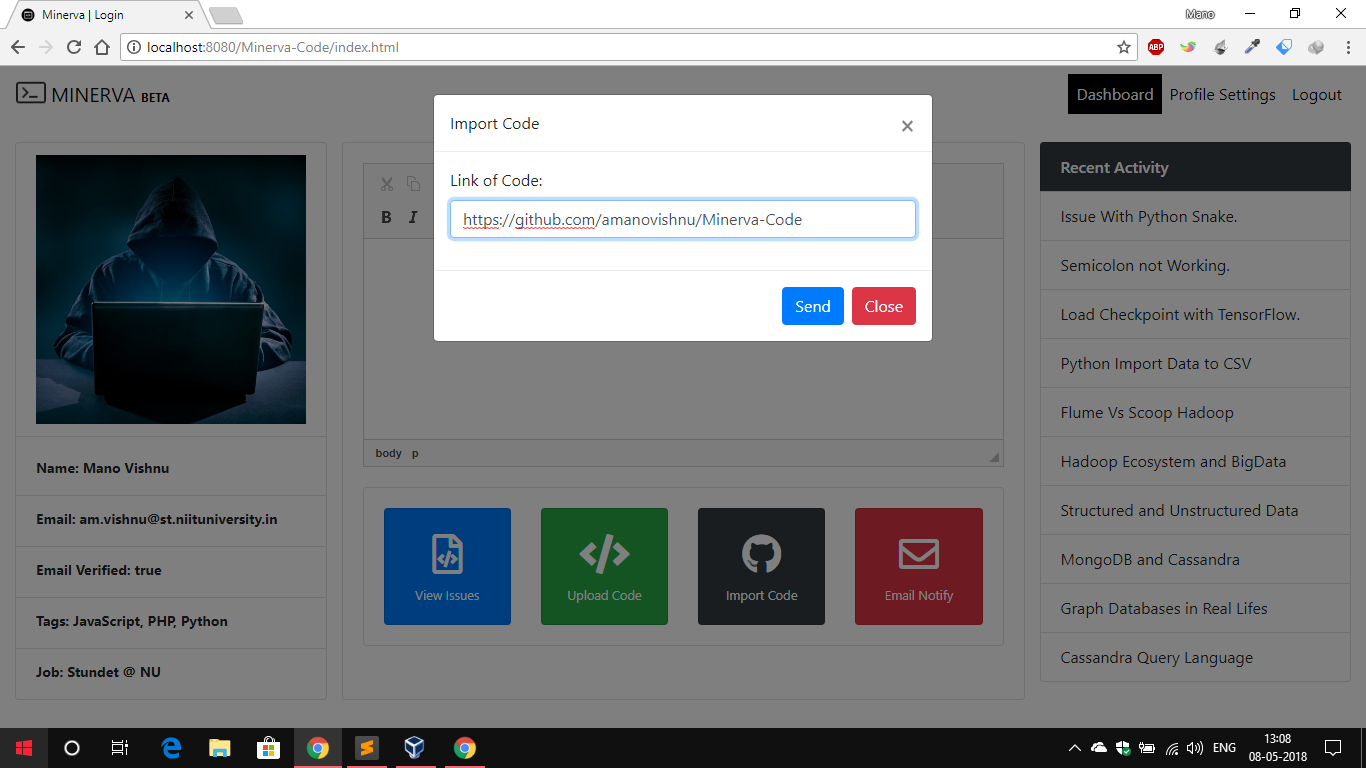 Minerva | Login
Mano
localhost:8080/Minerva-Code/index.html
ABP
MINERVA BETA
Dashboard Profile Settings Logout
Import Code
×
Link of Code:
https://github.com/amanovishnu/Minerva-Code
Send Close
B I
body p
View Issues
Upload Code
Import Code
Email Notify
Name: Mano Vishnu
Email: am.vishnu@st.niituniversity.in
Email Verified: true
Tags: JavaScript, PHP, Python
Job: Stundet @ NU
Recent Activity
Issue With Python Snake.
Semicolon not Working.
Load Checkpoint with TensorFlow.
Python Import Data to CSV
Flume Vs Scoop Hadoop
Hadoop Ecosystem and BigData
Structured and Unstructured Data
MongoDB and Cassandra
Graph Databases in Real Lifes
Cassandra Query Language
ENG
13:08
08-05-2018